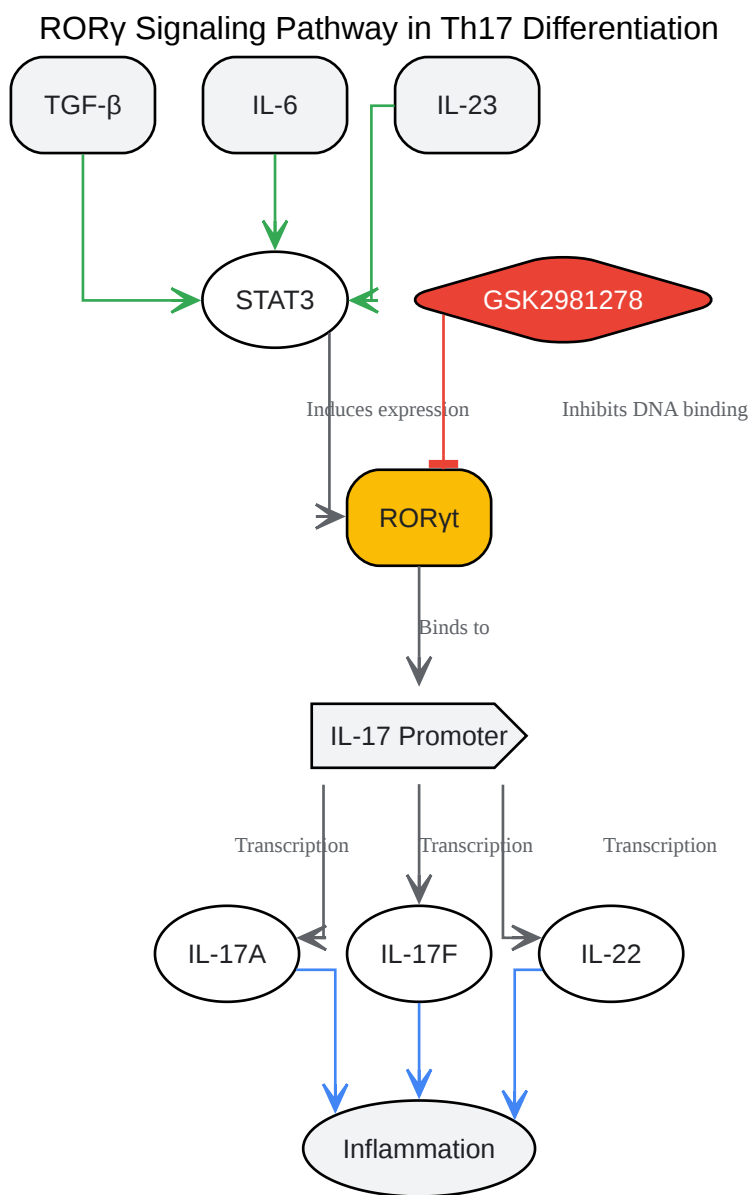 RORγ Signaling Pathway in Th17 Differentiation
TGF-β
IL-6
IL-23
STAT3
GSK2981278
Induces expression
Inhibits DNA binding
RORγt
Binds to
IL-17 Promoter
Transcription
Transcription
Transcription
IL-17A
IL-17F
IL-22
Inflammation